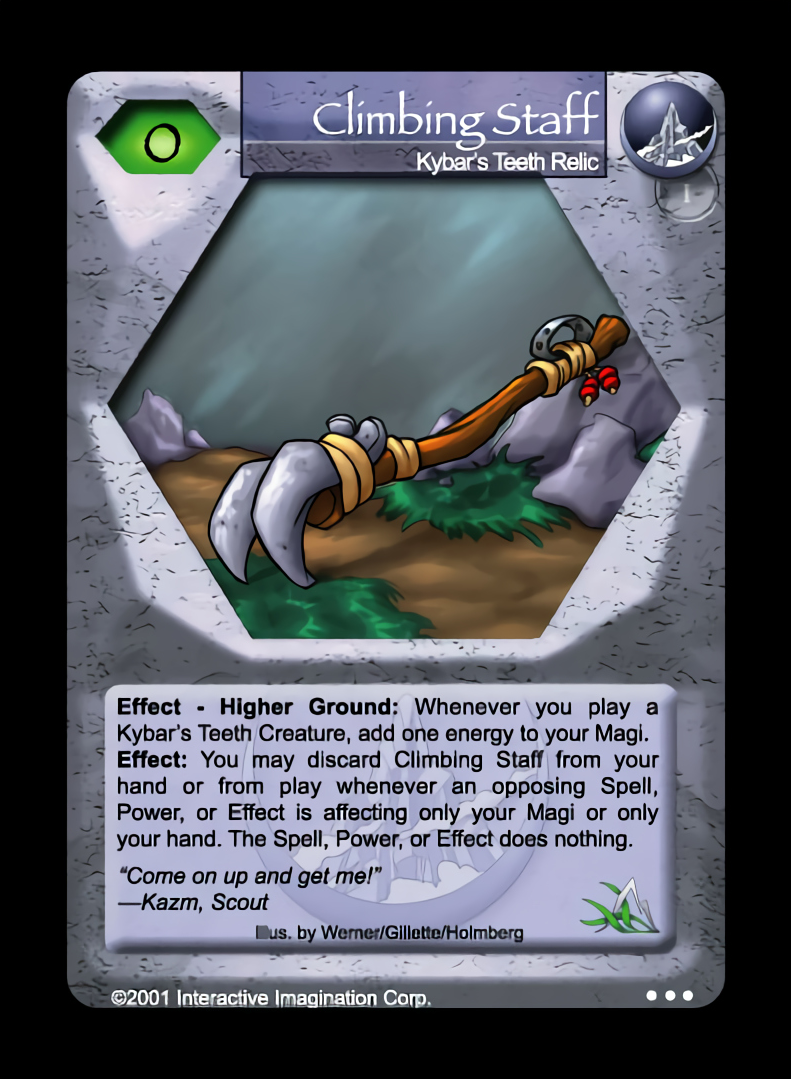 0
Climbing Staff
Kybar's Teeth Relic
I
Effect - Higher Ground: Whenever you play a
Kybar's Teeth Creature, add one energy to your Magi.
Effect: You may discard Climbing Staff from your
hand or from play whenever an opposing Spell,
Power, or Effect is affecting only your Magi or only
your hand. The Spell, Power, or Effect does nothing.
“Come on up and get me!”
—Kazm, Scout
Illus. by Werner/Gillette/Holmberg
©2001 Interactive Imagination Corp.